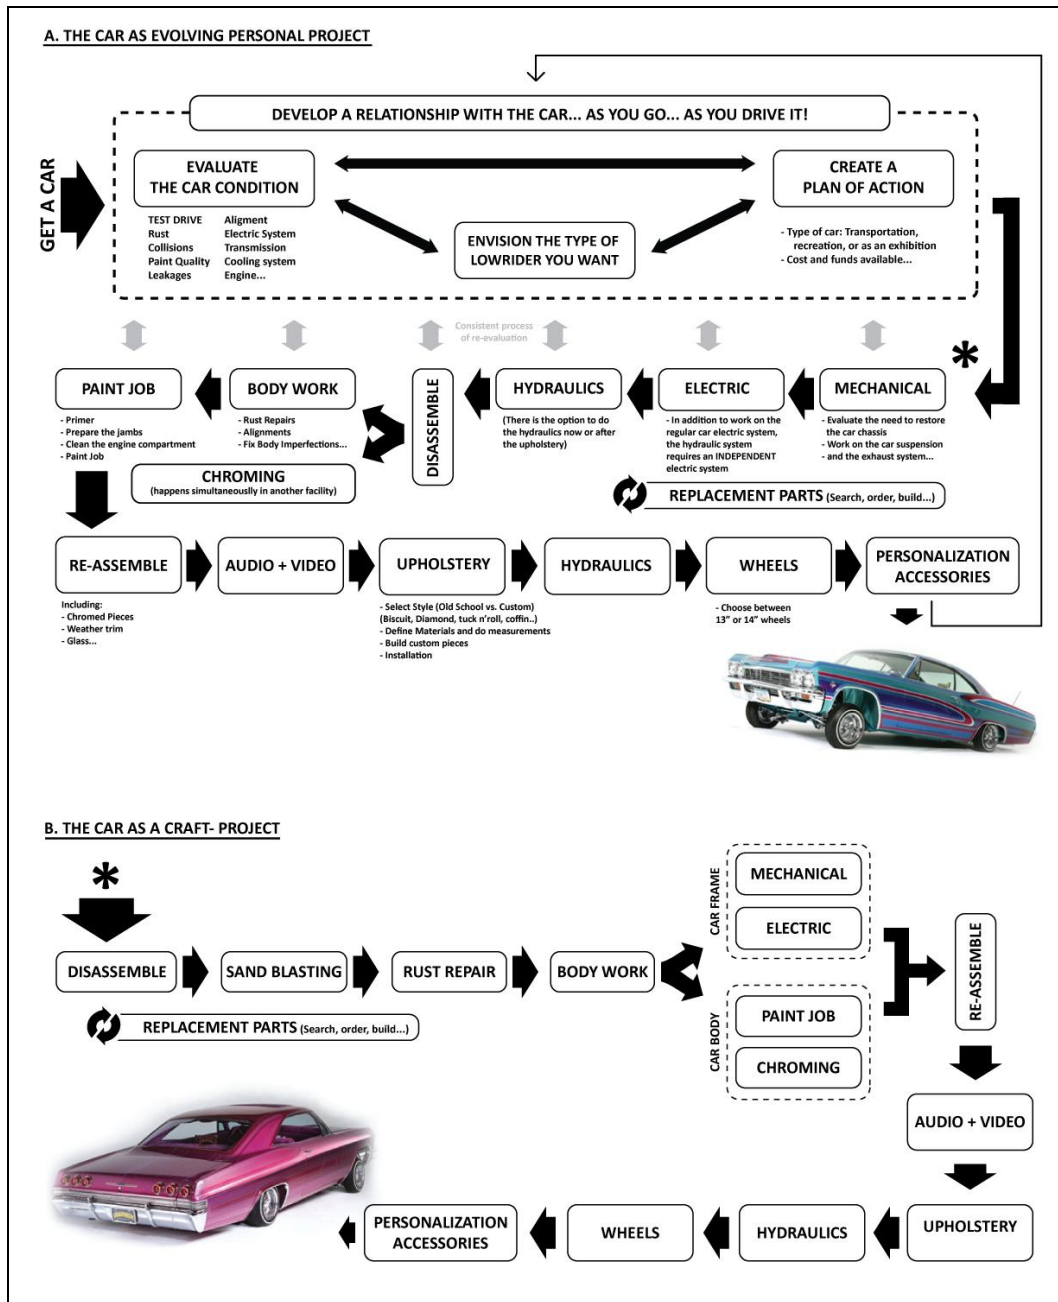 A. THE CAR AS EVOLVING PERSONAL PROJECT
DEVELOP A RELATIONSHIP WITH THE CAR... AS YOU GO... AS YOU DRIVE IT!
GET A CAR
EVALUATE
THE CAR CONDITION
TEST DRIVE
Rust
Collisions
Paint Quality
Leakages
Aligment
Electric System
Transmission
Cooling system
Engine...
ENVISION THE TYPE OF
LOWRIDER YOU WANT
CREATE A
PLAN OF ACTION
- Type of car: Transportation,
recreation, or as an exhibition
- Cost and funds available...
Consistent process
of re-evaluation
*
MECHANICAL
- Evaluate the need to restore
the car chassis
- Work on the car suspension
- and the exhaust system...
ELECTRIC
- In addition to work on the
regular car electric system,
the hydraulic system
requires an INDEPENDENT
electric system
REPLACEMENT PARTS (Search, order, build...)
HYDRAULICS
(There is the option to do
the hydraulics now or after
the upholstery)
DISASSEMBLE
BODY WORK
- Rust Repairs
- Alignments
- Fix Body Imperfections...
CHROMING
(happens simultaneouslly in another facility)
PAINT JOB
- Primer
- Prepare the jambs
- Clean the engine compartment
- Paint Job
RE-ASSEMBLE
Including:
- Chromed Pieces
- Weather trim
- Glass...
AUDIO + VIDEO
UPHOLSTERY
- Select Style (Old School vs. Custom)
(Biscuit, Diamond, tuck n’roll, coffin..)
- Define Materials and do measurements
- Build custom pieces
- Installation
HYDRAULICS
WHEELS
- Choose between
13” or 14” wheels
PERSONALIZATION
ACCESSORIES
B. THE CAR AS A CRAFT- PROJECT
*
DISASSEMBLE
REPLACEMENT PARTS (Search, order, build...)
SAND BLASTING
RUST REPAIR
BODY WORK
CAR FRAME
MECHANICAL
ELECTRIC
CAR BODY
PAINT JOB
CHROMING
RE-ASSEMBLE
AUDIO + VIDEO
UPHOLSTERY
HYDRAULICS
WHEELS
PERSONALIZATION
ACCESSORIES